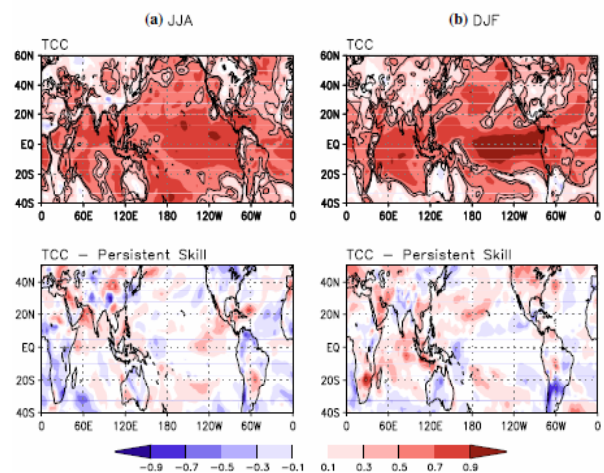 (a) JJA
(b) DJF
TCC
TCC
60N
40N
20N
EQ
20S
40S
0 60E 120E 180 120W 60W 0
60N
40N
20N
EQ
20S
40S
0 60E 120E 180 120W 60W 0
TCC - Persistent Skill
TCC - Persistent Skill
40N
20N
EQ
20S
40S
0 60E 120E 180 120W 60W 0
40N
20N
EQ
20S
40S
0 60E 120E 180 120W 60W 0
-0.9 -0.7 -0.5 -0.3 -0.1 0.1 0.3 0.5 0.7 0.9